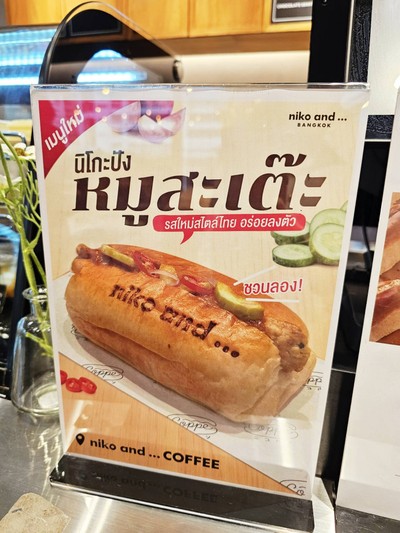 niko and ...
BANGKOK
เมนูใหม่
นิโกะปัง
หมูสะเต๊ะ
รสใหม่สไตล์ไทย อร่อยลงตัว
ชวนลอง!
niko and ...
niko and ... COFFEE